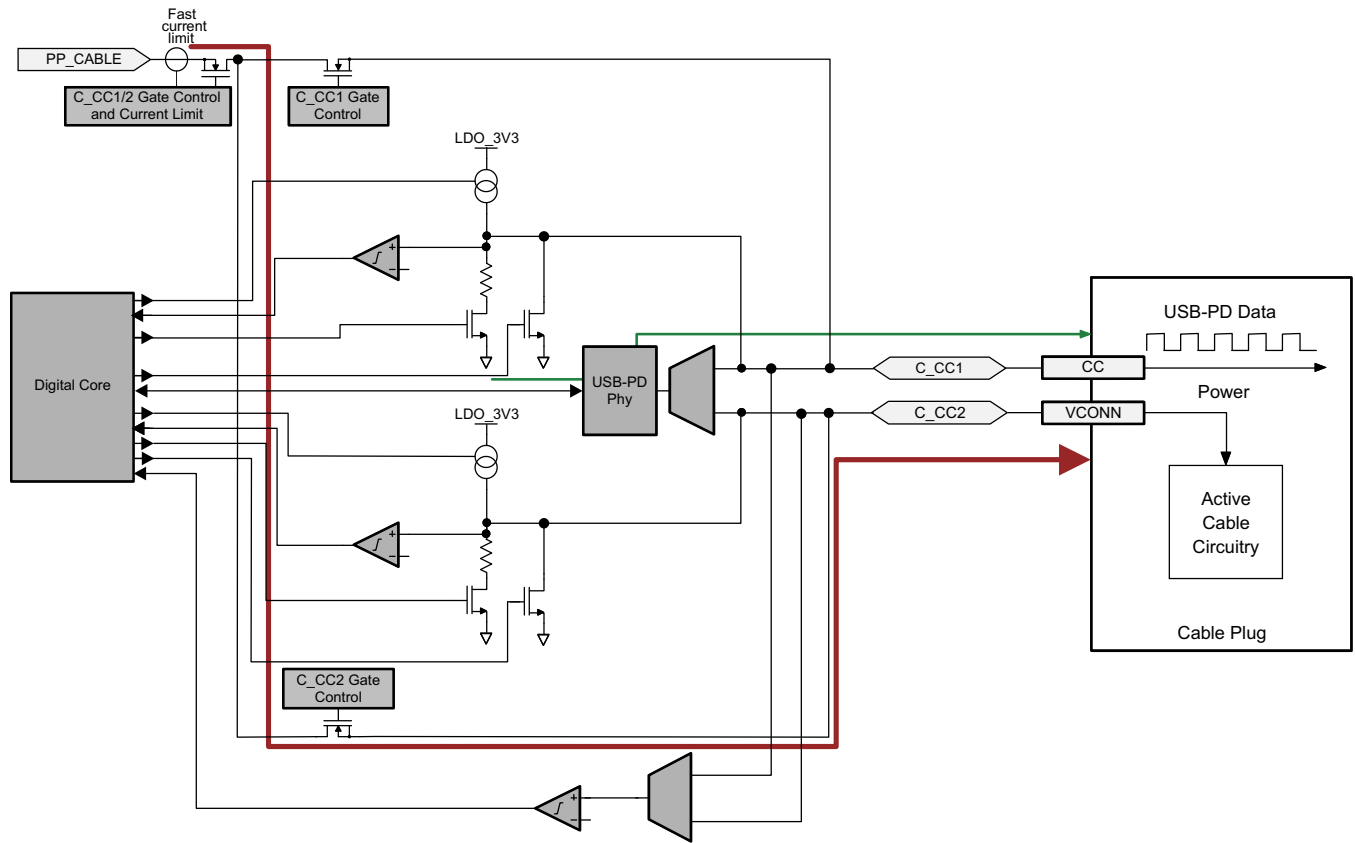 Fast
current
limit
PP_CABLE
C_CC1/2 Gate Control
and Current Limit
C_CC1 Gate
Control
LDO_3V3
+
−
Digital Core
USB-PD
Phy
C_CC1
C_CC2
USB-PD Data
CC
Power
VCONN
Active
Cable
Circuitry
Cable Plug
LDO_3V3
+
−
C_CC2 Gate
Control
+
−